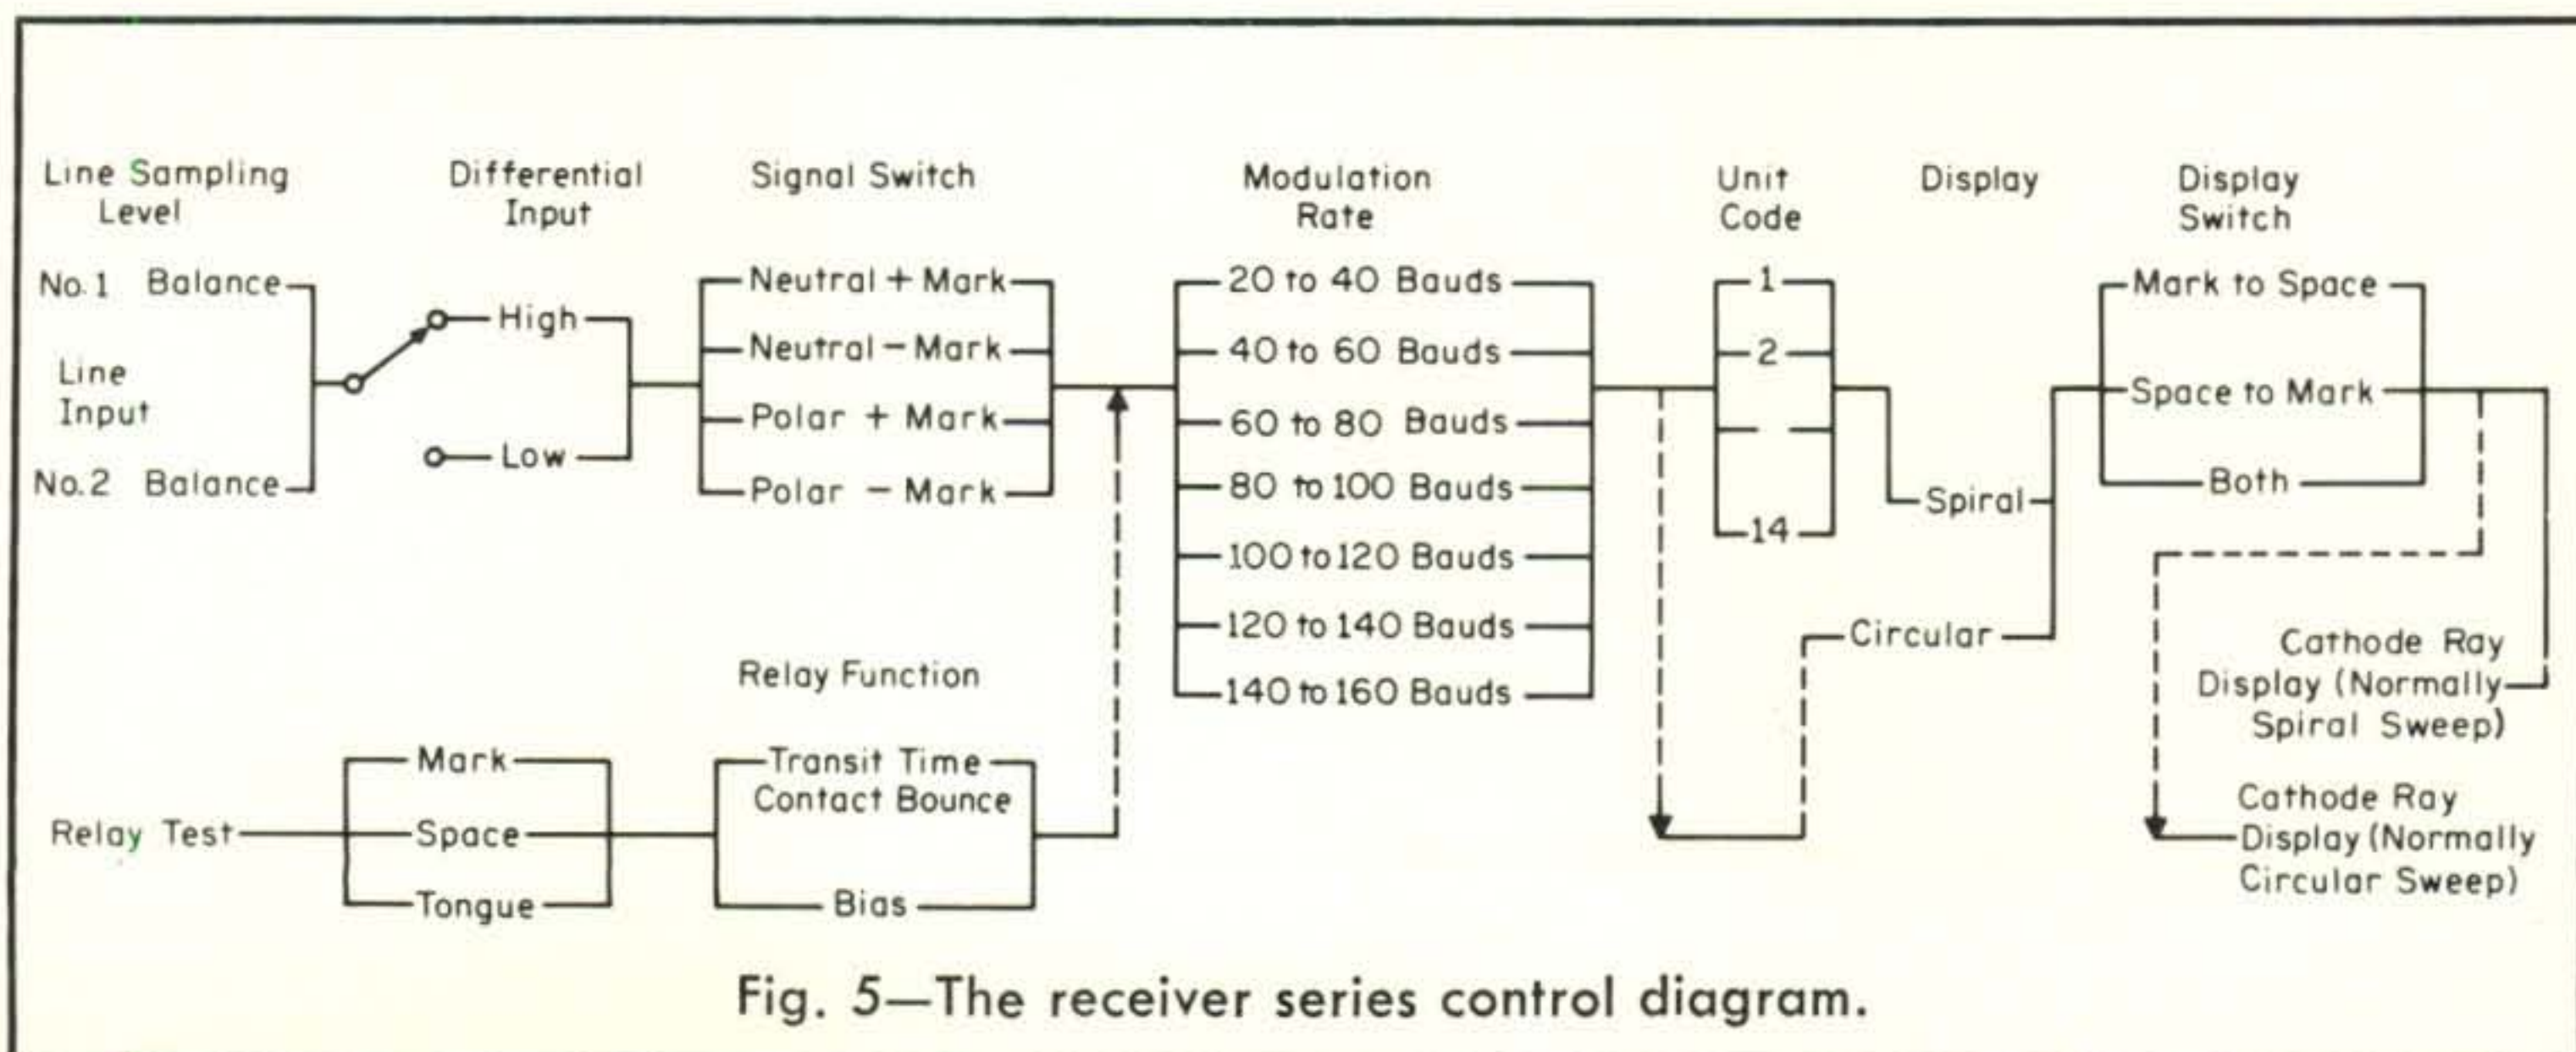 Line Sampling
Level
Differential
Input
Signal Switch
Modulation
Rate
Unit
Code
Display
Display
Switch
No. 1 Balance
Line
Input
No. 2 Balance
High
Low
Neutral + Mark
Neutral - Mark
Polar + Mark
Polar - Mark
20 to 40 Bauds
40 to 60 Bauds
60 to 80 Bauds
80 to 100 Bauds
100 to 120 Bauds
120 to 140 Bauds
140 to 160 Bauds
1
2
14
Spiral
Circular
Mark to Space
Space to Mark
Both
Cathode Ray
Display (Normally
Spiral Sweep)
Cathode Ray
Display (Normally
Circular Sweep)
Relay Function
Relay Test
Mark
Space
Tongue
Transit Time
Contact Bounce
Bias
Fig. 5—The receiver series control diagram.